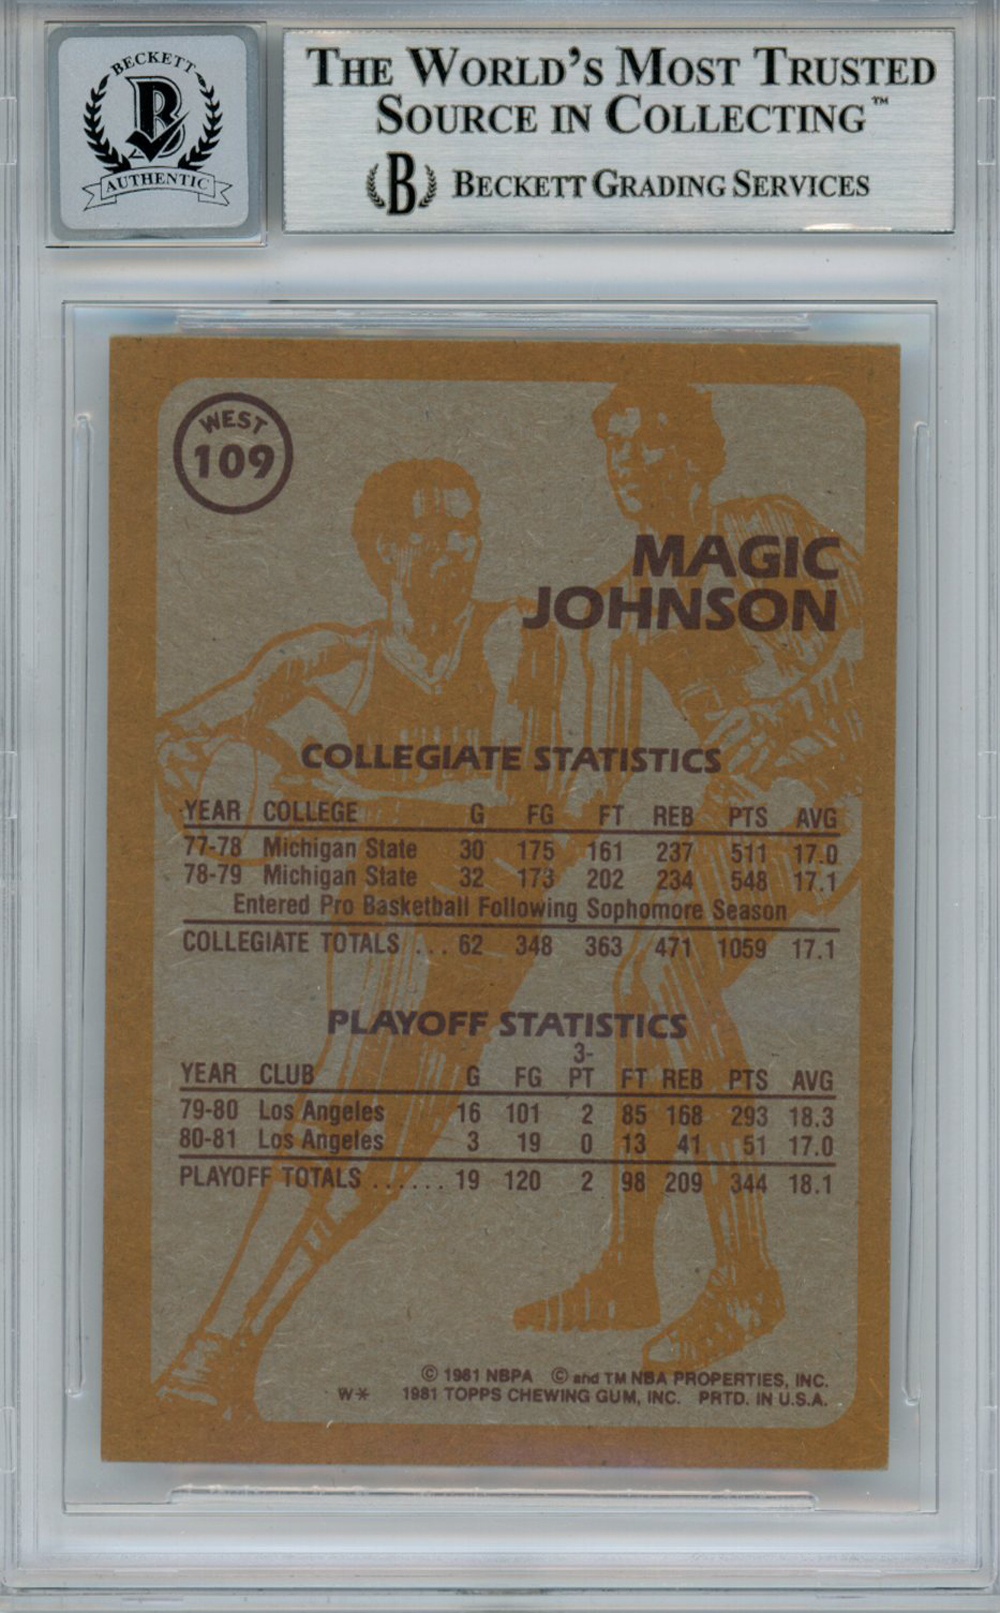 BECKETT
B
AUTHENTIC
THE WORLD'S MOST TRUSTED
SOURCE IN COLLECTING™
B BECKETT GRADING SERVICES
WEST
109
MAGIC
JOHNSON
COLLEGIATE STATISTICS
YEAR COLLEGE G FG FT REB PTS AVG
77-78 Michigan State 30 175 161 237 511 17.0
78-79 Michigan State 32 173 202 234 548 17.1
Entered Pro Basketball Following Sophomore Season
COLLEGIATE TOTALS ... 62 348 363 471 1059 17.1
PLAYOFF STATISTICS
3-
YEAR CLUB G FG PT FT REB PTS AVG
79-80 Los Angeles 16 101 2 85 168 293 18.3
80-81 Los Angeles 3 19 0 13 41 51 17.0
PLAYOFF TOTALS ...... 19 120 2 98 209 344 18.1
© 1981 NBPA © and TM NBA PROPERTIES, INC.
W* 1981 TOPPS CHEWING GUM, INC. PRTD. IN U.S.A.